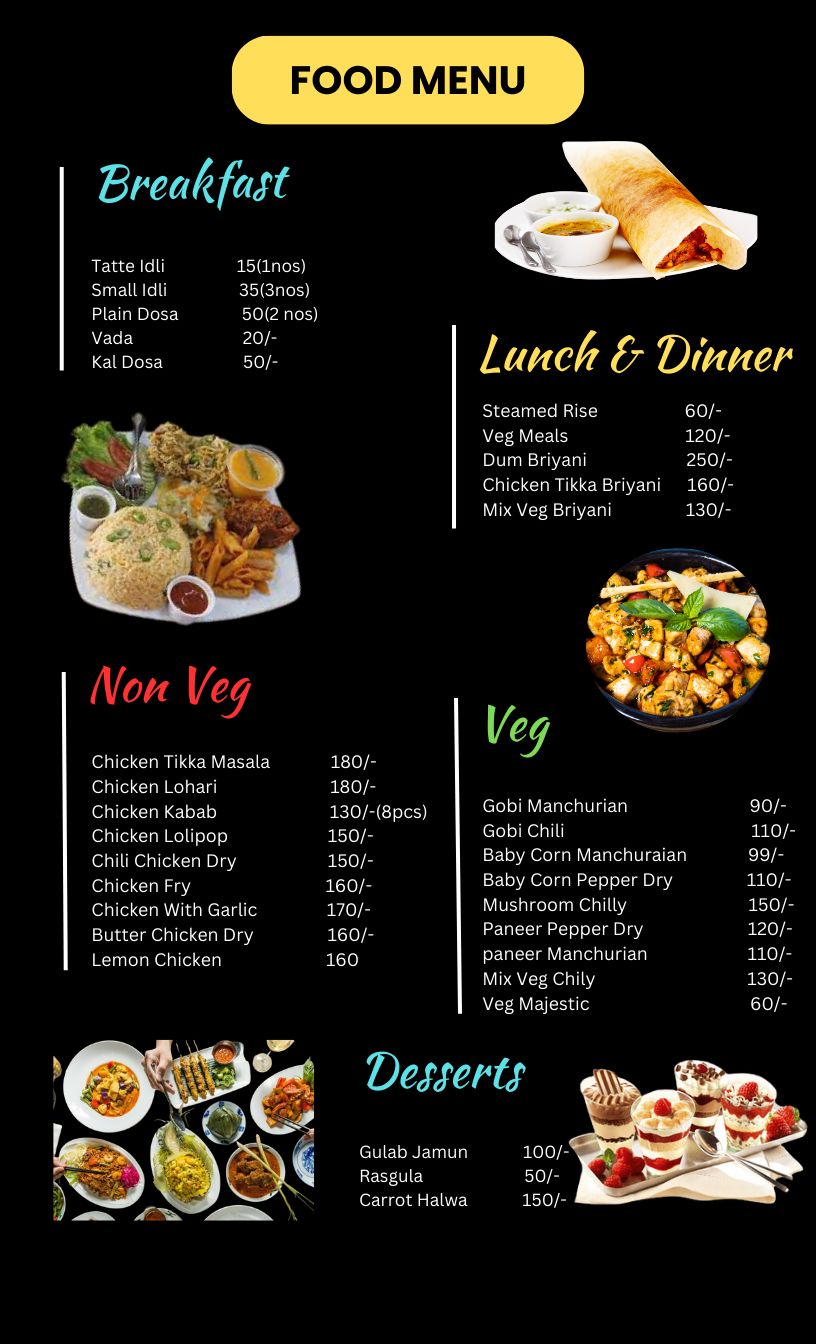 FOOD MENU
Breakfast
Tatte Idli 15(1nos)
Small Idli 35(3nos)
Plain Dosa 50(2 nos)
Vada 20/-
Kal Dosa 50/-
Lunch & Dinner
Steamed Rise 60/-
Veg Meals 120/-
Dum Briyani 250/-
Chicken Tikka Briyani 160/-
Mix Veg Briyani 130/-
Non Veg
Chicken Tikka Masala 180/-
Chicken Lohari 180/-
Chicken Kabab 130/-(8pcs)
Chicken Lolipop 150/-
Chili Chicken Dry 150/-
Chicken Fry 160/-
Chicken With Garlic 170/-
Butter Chicken Dry 160/-
Lemon Chicken 160
Veg
Gobi Manchurian 90/-
Gobi Chili 110/-
Baby Corn Manchuraian 99/-
Baby Corn Pepper Dry 110/-
Mushroom Chilly 150/-
Paneer Pepper Dry 120/-
paneer Manchurian 110/-
Mix Veg Chily 130/-
Veg Majestic 60/-
Desserts
Gulab Jamun 100/-
Rasgula 50/-
Carrot Halwa 150/-